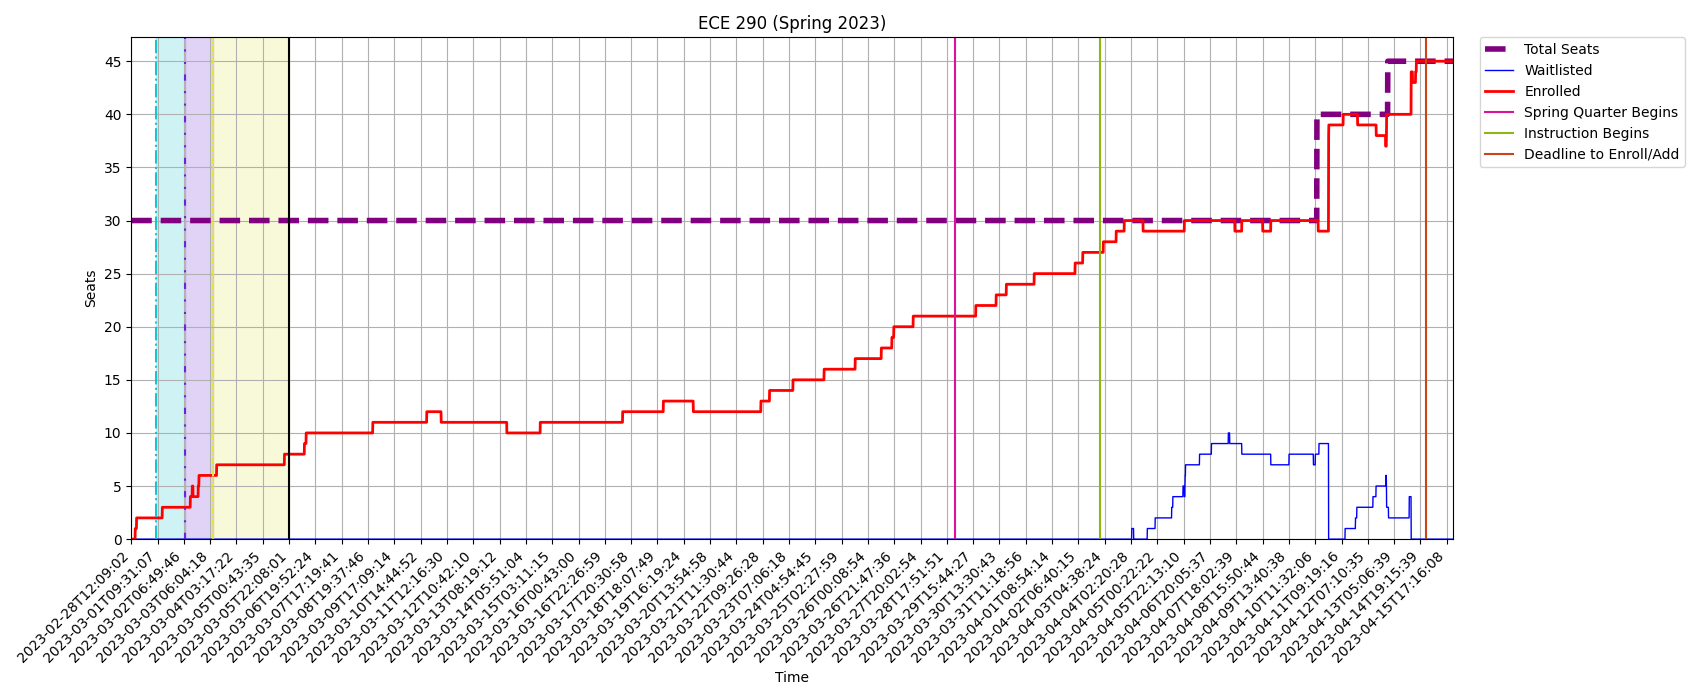 ECE 290 (Spring 2023)
Seats
45
40
35
30
25
20
15
10
5
0
Total Seats
Waitlisted
Enrolled
Spring Quarter Begins
Instruction Begins
Deadline to Enroll/Add
2023-02-28T12:09:02
2023-03-01T09:31:07
2023-03-02T06:49:46
2023-03-03T06:04:18
2023-03-04T03:17:22
2023-03-05T00:43:35
2023-03-05T22:08:01
2023-03-06T19:52:24
2023-03-07T17:19:41
2023-03-08T19:37:46
2023-03-09T17:09:14
2023-03-10T14:44:52
2023-03-11T12:16:30
2023-03-12T10:42:10
2023-03-13T08:19:12
2023-03-14T05:51:04
2023-03-15T03:11:15
2023-03-16T00:43:00
2023-03-16T22:26:59
2023-03-17T20:30:58
2023-03-18T18:07:49
2023-03-19T16:19:24
2023-03-20T13:54:58
2023-03-21T11:30:44
2023-03-22T09:26:28
2023-03-23T07:06:18
2023-03-24T04:54:45
2023-03-25T02:27:59
2023-03-26T00:08:54
2023-03-26T21:47:36
2023-03-27T20:02:54
2023-03-28T17:51:51
2023-03-29T15:44:27
2023-03-30T13:30:43
2023-03-31T11:18:56
2023-04-01T08:54:14
2023-04-02T06:40:15
2023-04-03T04:38:24
2023-04-04T02:20:28
2023-04-05T00:22:22
2023-04-05T22:13:10
2023-04-06T20:05:37
2023-04-07T18:02:39
2023-04-08T15:50:44
2023-04-09T13:40:38
2023-04-10T11:32:06
2023-04-11T09:19:16
2023-04-12T07:10:35
2023-04-13T05:06:39
2023-04-14T19:15:39
2023-04-15T17:16:08
Time